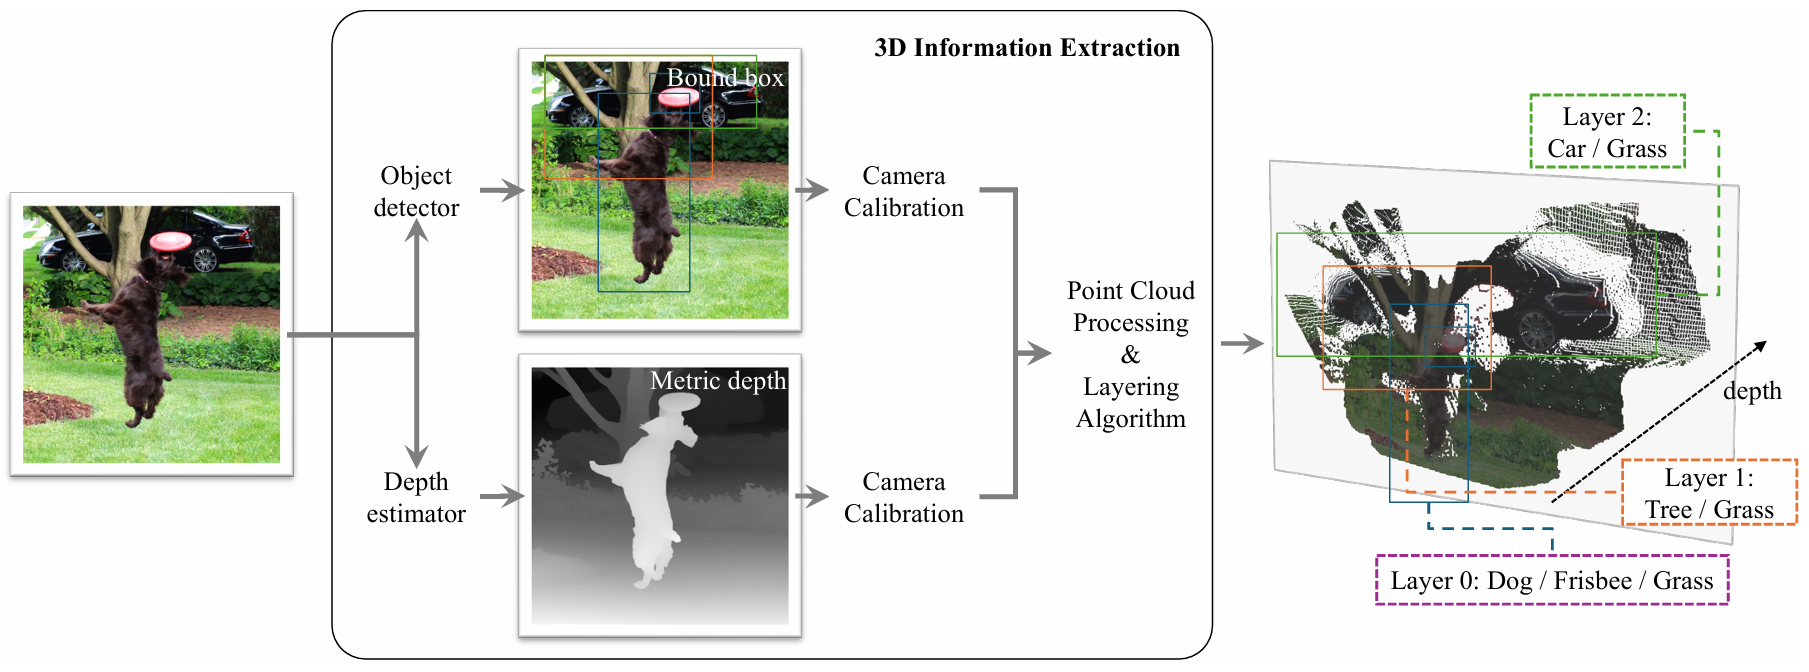 3D Information Extraction
Object
detector
Bound box
Camera
Calibration
Depth
estimator
Metric depth
Camera
Calibration
Point Cloud
Processing
&
Layering
Algorithm
Layer 2:
Car / Grass
depth
Layer 1:
Tree / Grass
Layer 0: Dog / Frisbee / Grass